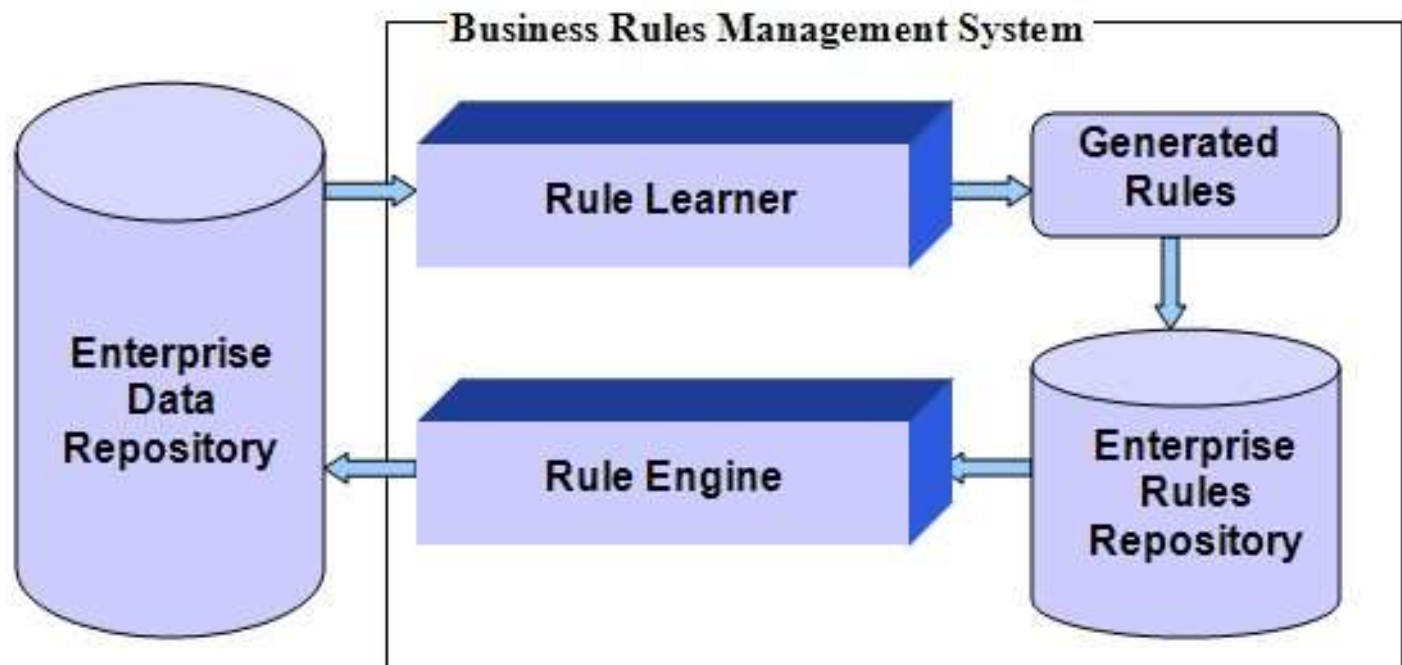 Business Rules Management System
Rule Learner
Generated
Rules
Enterprise
Data
Repository
Rule Engine
Enterprise
Rules
Repository